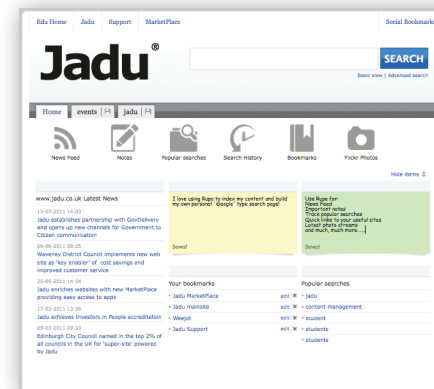 Edu Home Jadu Support MarketPlace Social Bookmark
Jadu®
SEARCH
Basic view | Advanced search
Home events jadu
News Feed Notes Popular searches Search History Bookmarks Flickr Photos
Hide items
www.jadu.co.uk Latest News
13-07-2011 14:03
Jadu establishes partnership with GovDelivery
and opens up new channels for Government to
Citizen communication
06-06-2011 08:25
Waveney District Council implements new web
site as 'key enabler' of cost savings and
improved customer service
25-05-2011 14:54
Jadu enriches websites with new MarketPlace
providing easy access to apps
17-03-2011 13:26
Jadu achieves Investors in People accreditation
09-03-2011 09:33
Edinburgh City Council named in the top 2% of
all councils in the UK for 'super-site' powered
by Jadu
I love using Rupa to index my content and build
my own personal 'iGoogle' type search page!
Saved
Use Rupa for:
News Feed
Important notes
Track popular searches
Quick links to your useful sites
Latest photo streams
and much, much more.....
Saved
Your bookmarks
Jadu MarketPlace edit
Jadu mainsite edit
Weejot edit
Jadu Support edit
Popular searches
jadu
content management
student
students
students